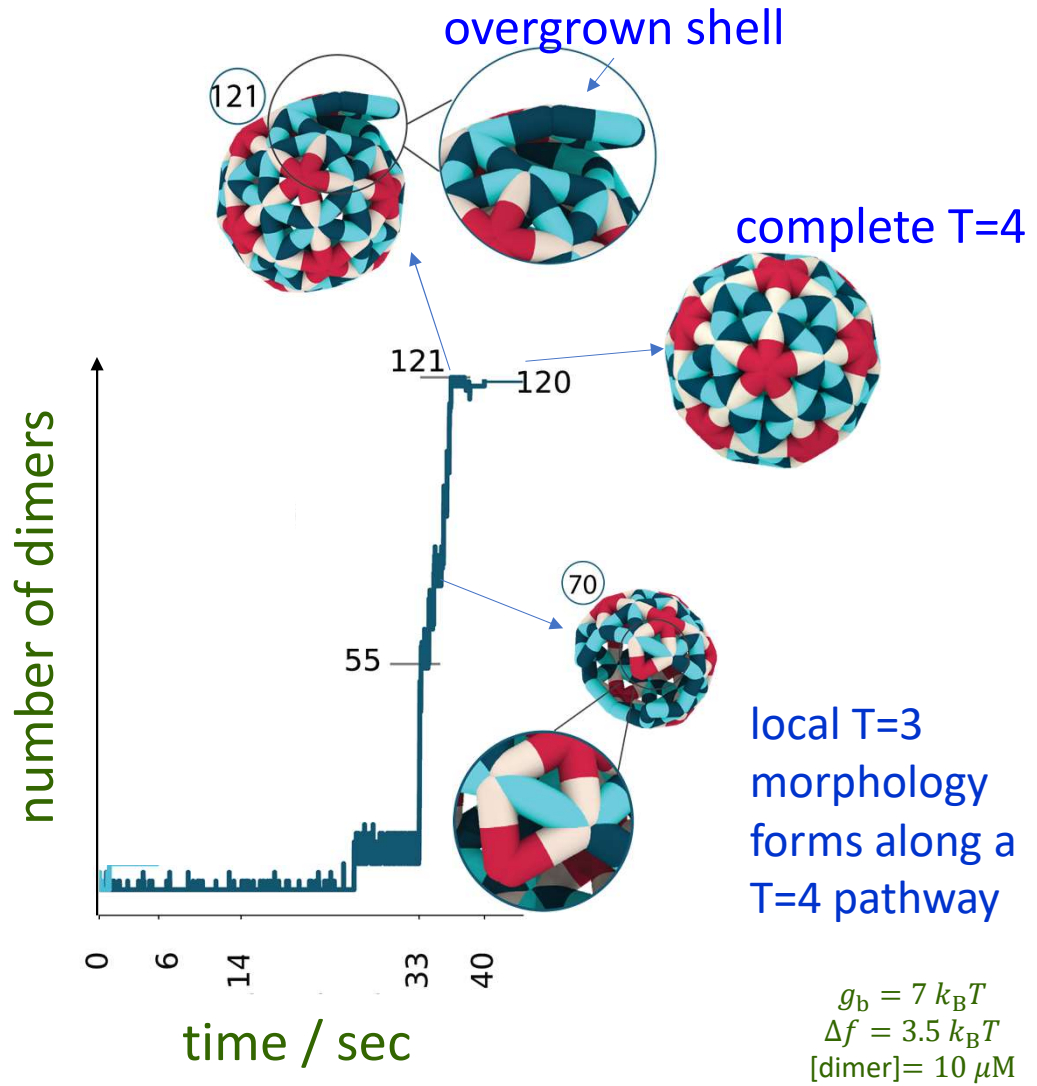 overgrown shell
121
complete T=4
121
120
number of dimers
70
55
local T=3
morphology
forms along a
T=4 pathway
0 6 14 33 40
time / sec
g_b = 7 k_BT
Δf = 3.5 k_BT
[dimer]= 10 μM